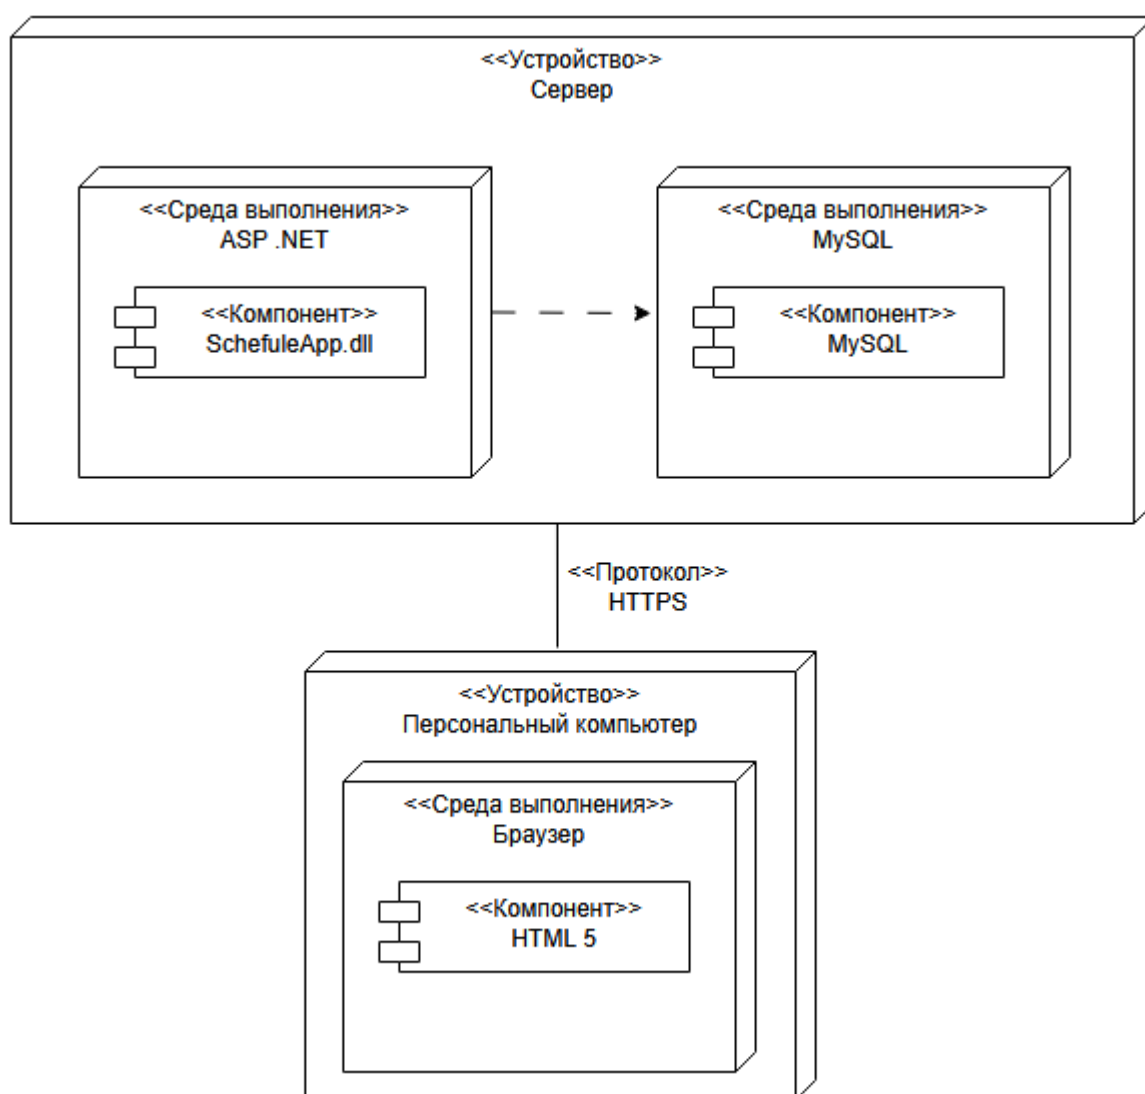 <<Устройство>>
Сервер
<<Среда выполнения>>
ASP .NET
<<Компонент>>
SchefuleApp.dll
<<Среда выполнения>>
MySQL
<<Компонент>>
MySQL
<<Протокол>>
HTTPS
<<Устройство>>
Персональный компьютер
<<Среда выполнения>>
Браузер
<<Компонент>>
HTML 5